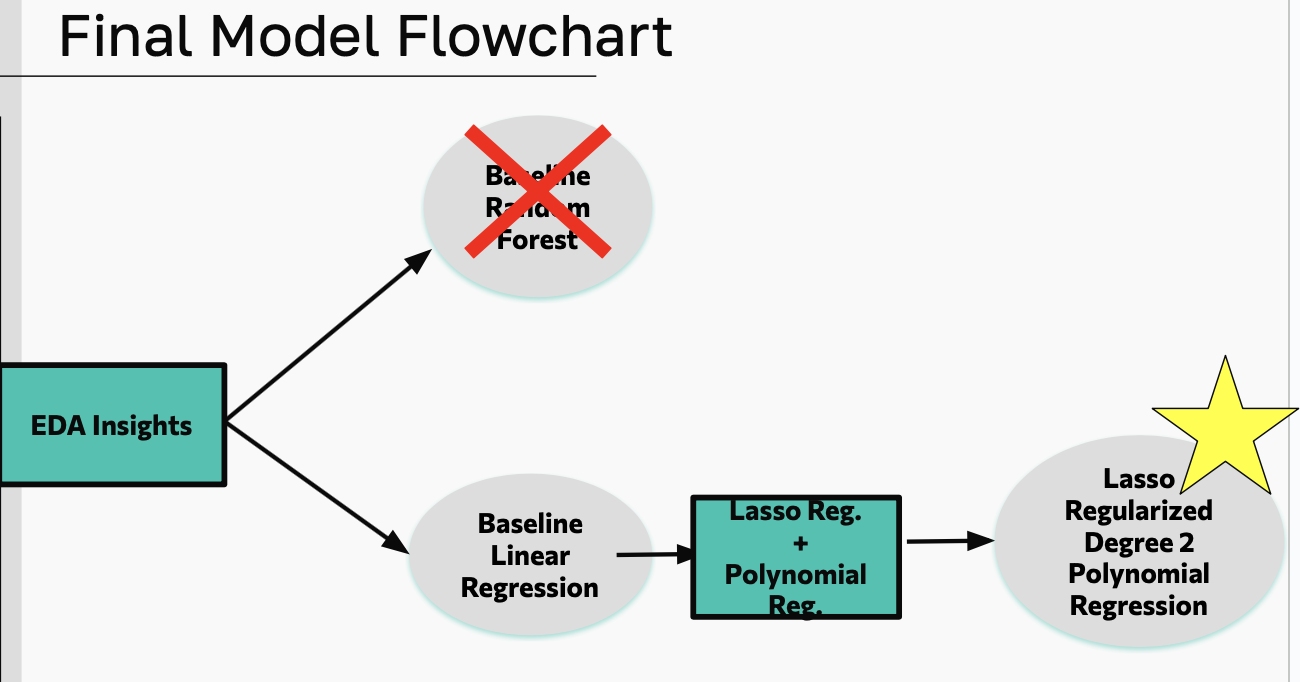 Final Model Flowchart
Baseline
Random
Forest
EDA Insights
Baseline
Linear
Regression
Lasso Reg.
+
Polynomial
Reg.
Lasso
Regularized
Degree 2
Polynomial
Regression